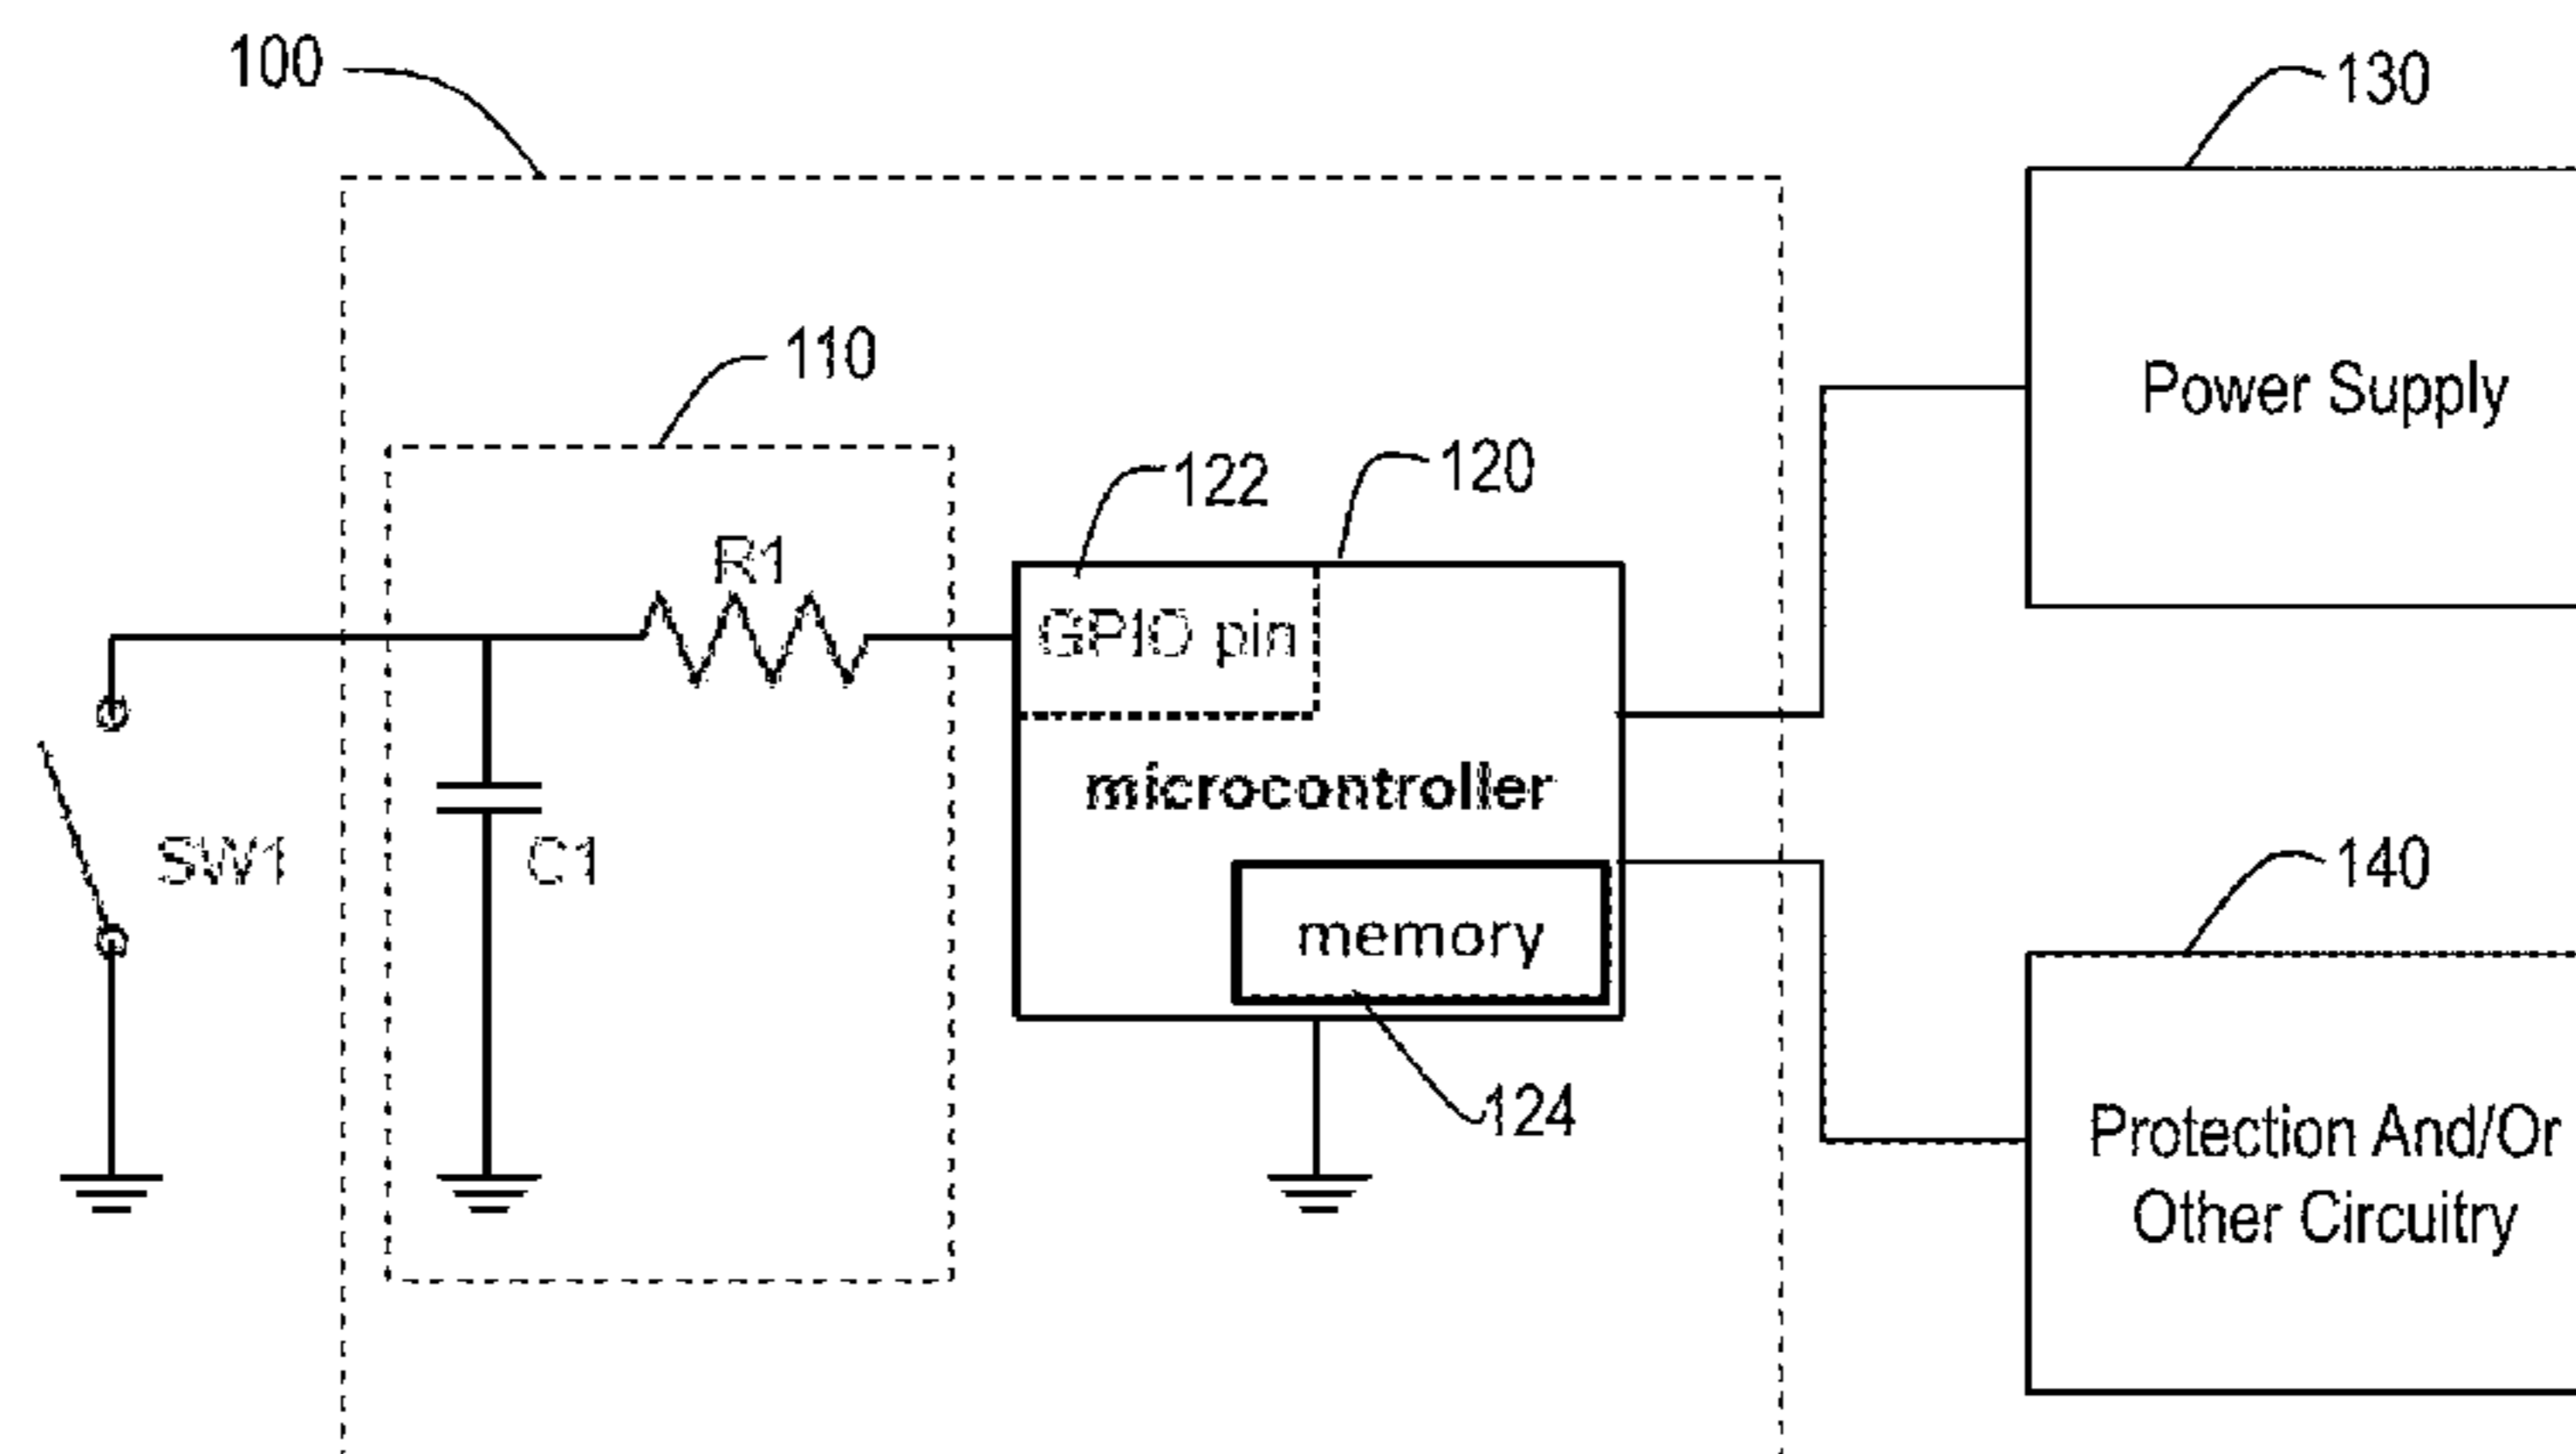 100
130
110
Power Supply
122
120
R1
GPIO pin
microcontroller
SW1
C1
140
memory
124
Protection And/Or
Other Circuitry